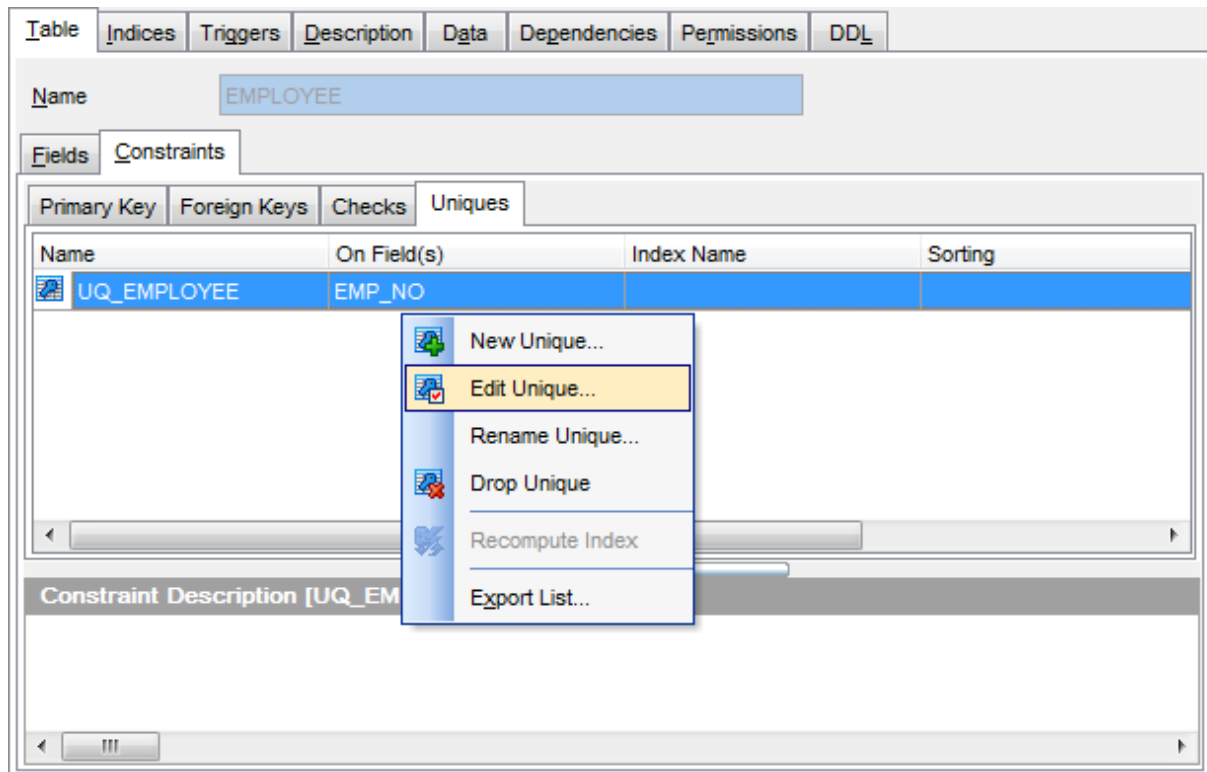 Table Indices Triggers Description Data Dependencies Permissions DDL
Name EMPLOYEE
Fields Constraints
Primary Key Foreign Keys Checks Uniques
Name On Field(s) Index Name Sorting
UQ_EMPLOYEE EMP_NO
New Unique...
Edit Unique...
Rename Unique...
Drop Unique
Recompute Index
Export List...
Constraint Description [UQ_EM